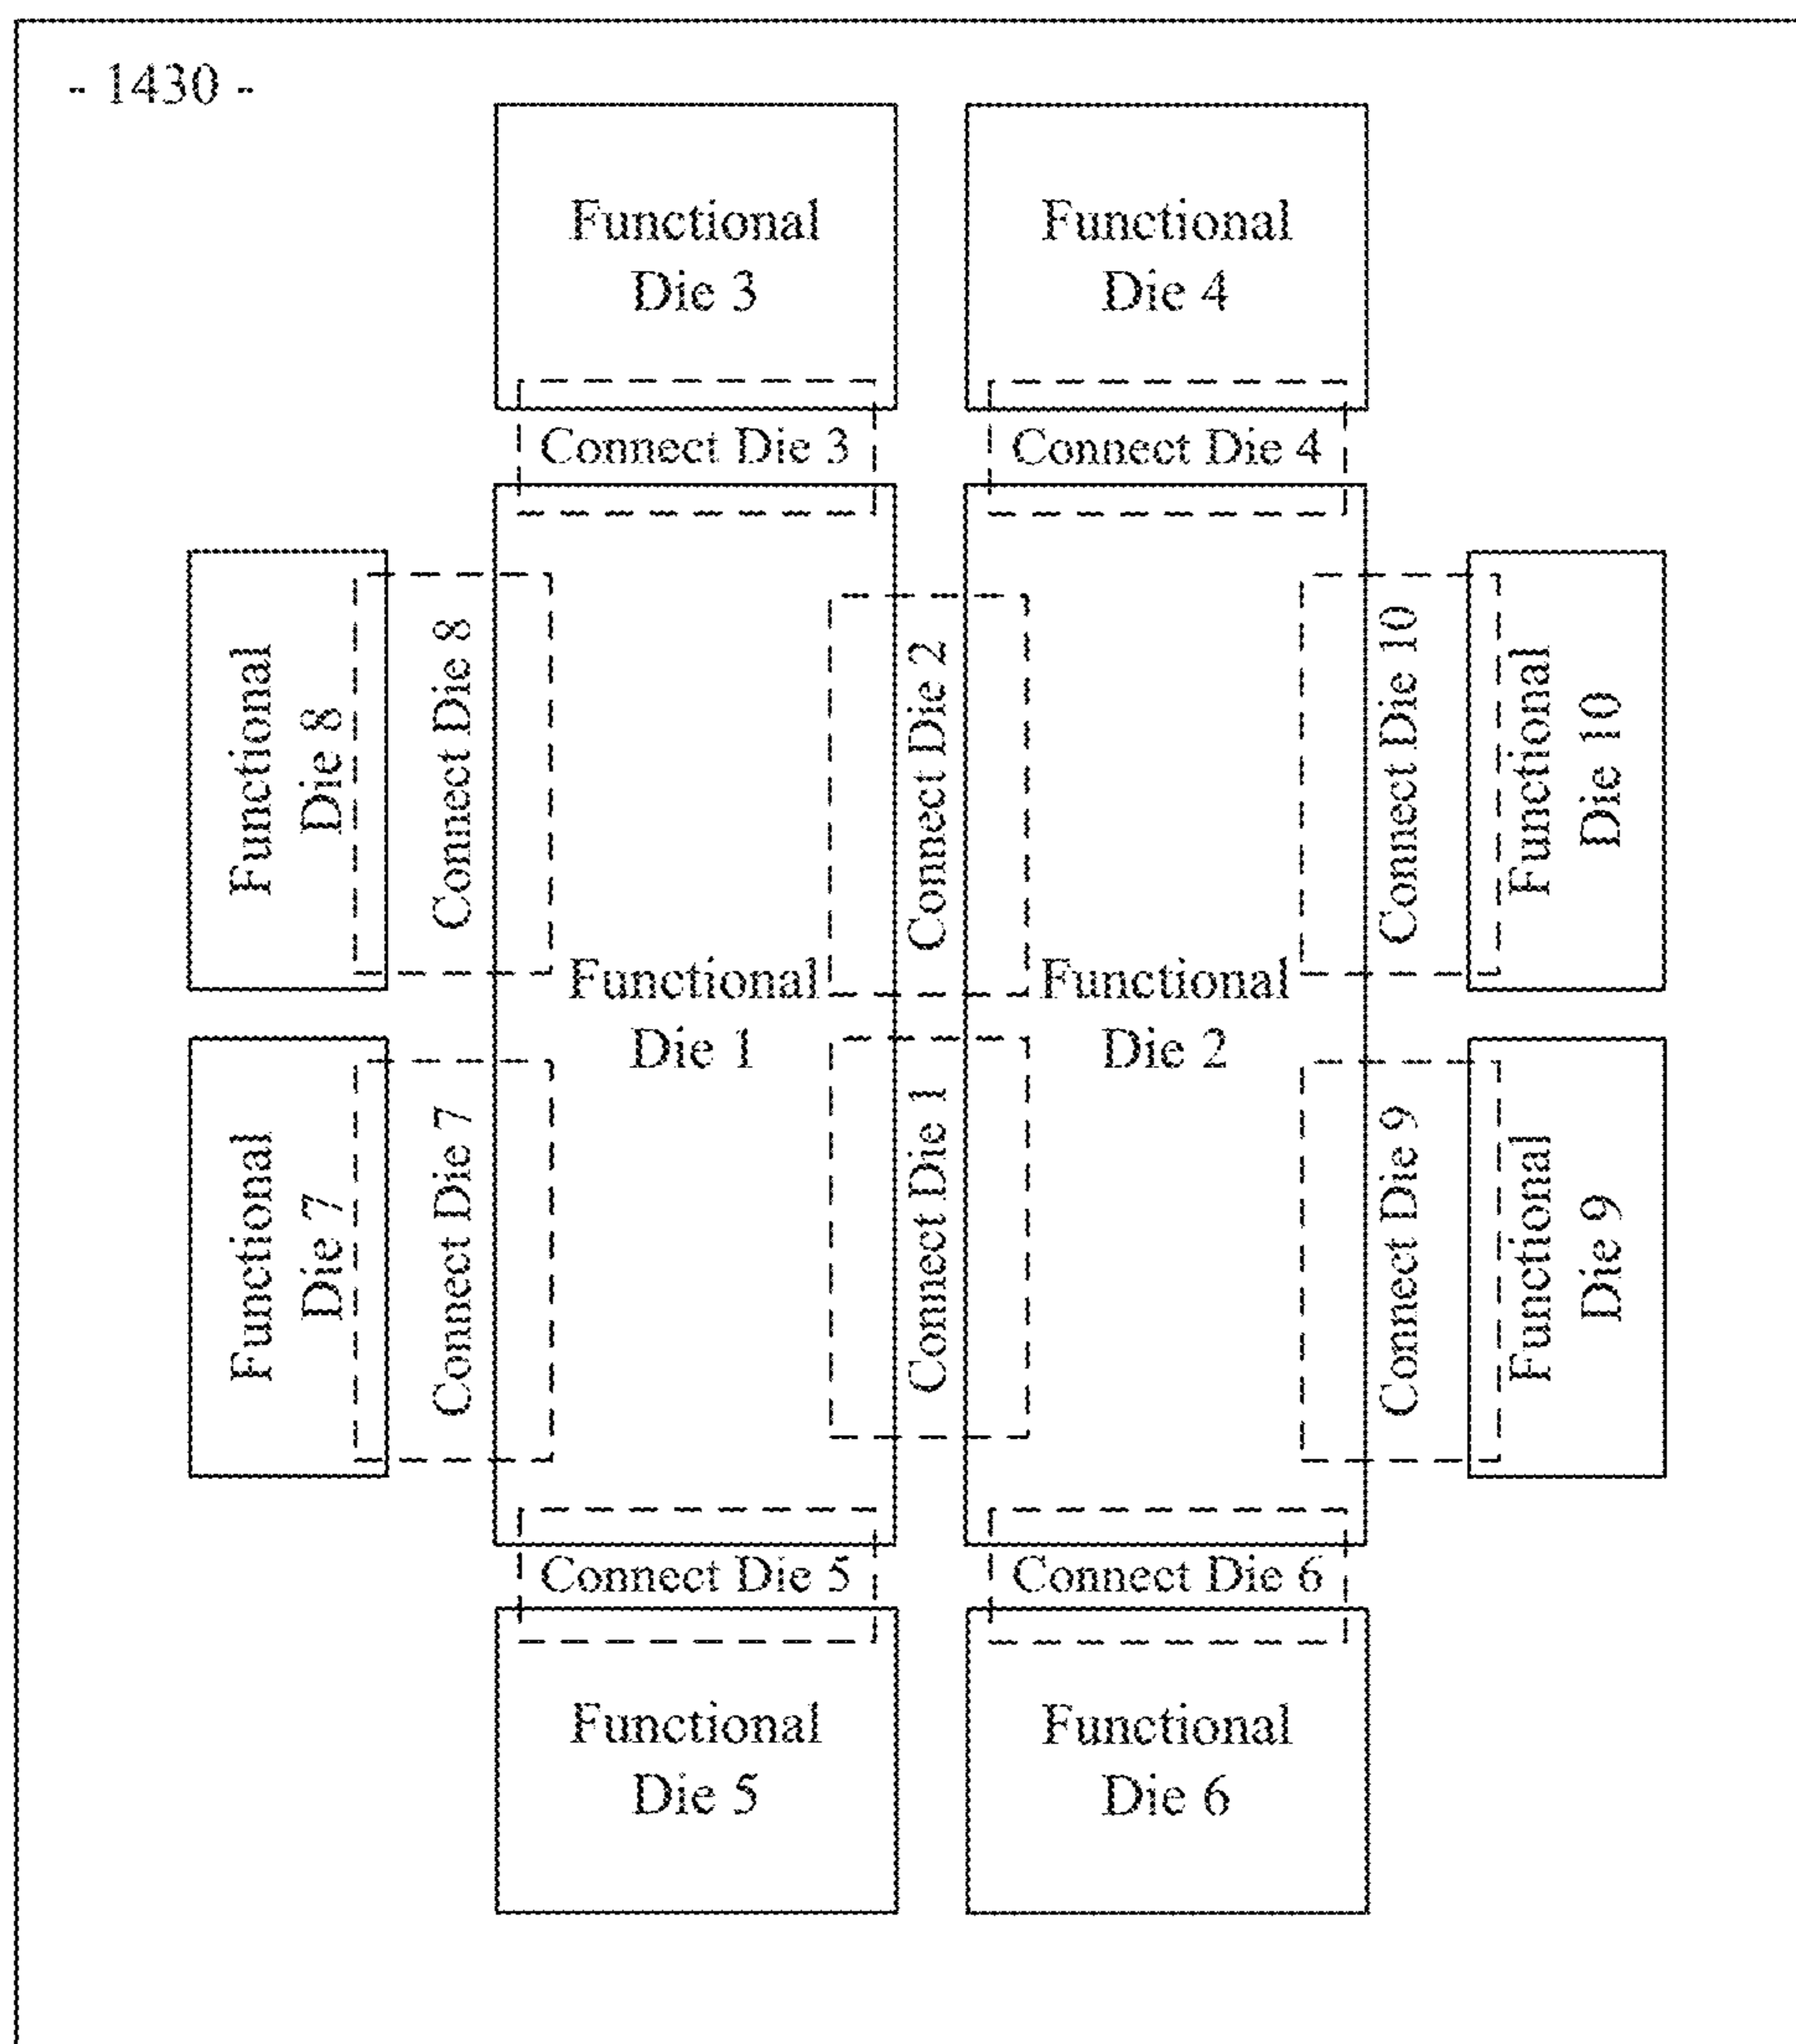 - 1430 -
Functional
Die 3
Functional
Die 4
Connect Die 3
Connect Die 4
Functional
Die 8
Connect Die 8
Connect Die 2
Connect Die 10
Functional
Die 10
Functional
Die 1
Functional
Die 2
Functional
Die 7
Connect Die 7
Connect Die 1
Connect Die 9
Functional
Die 9
Connect Die 5
Connect Die 6
Functional
Die 5
Functional
Die 6